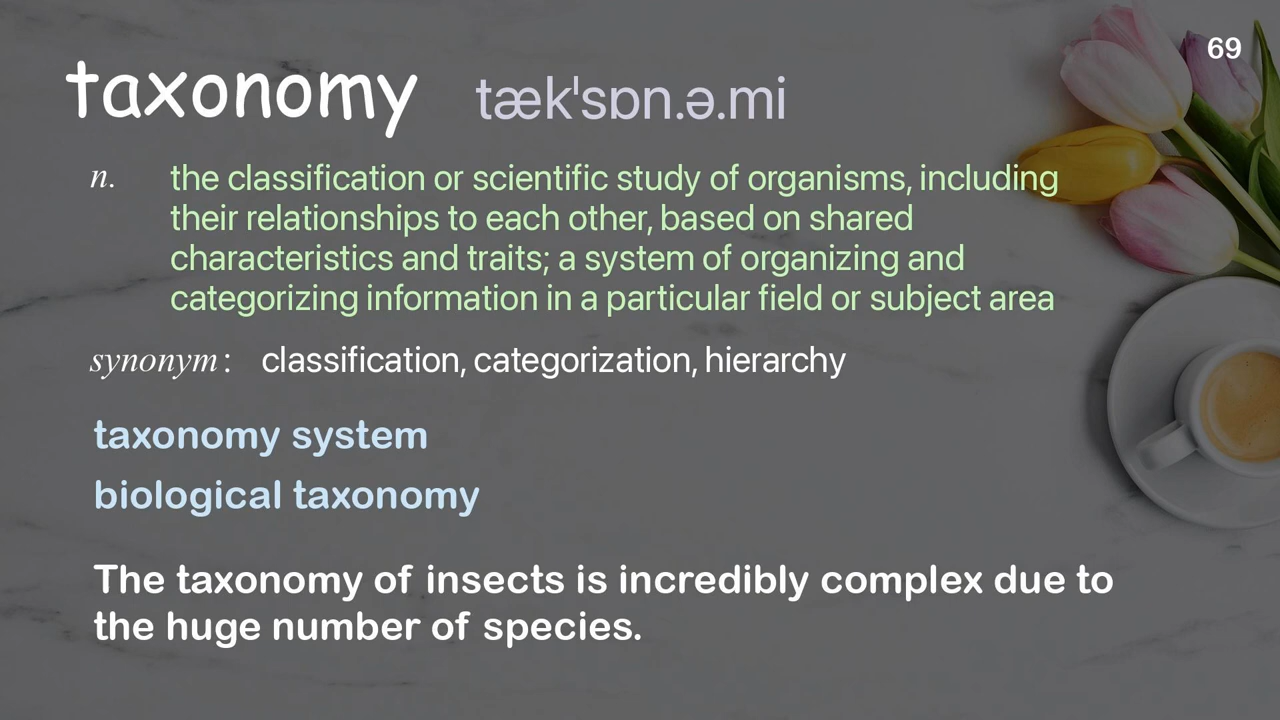 69
taxonomy tæk'sɒn.ə.mi
n. the classification or scientific study of organisms, including
their relationships to each other, based on shared
characteristics and traits; a system of organizing and
categorizing information in a particular field or subject area
synonym: classification, categorization, hierarchy
taxonomy system
biological taxonomy
The taxonomy of insects is incredibly complex due to
the huge number of species.